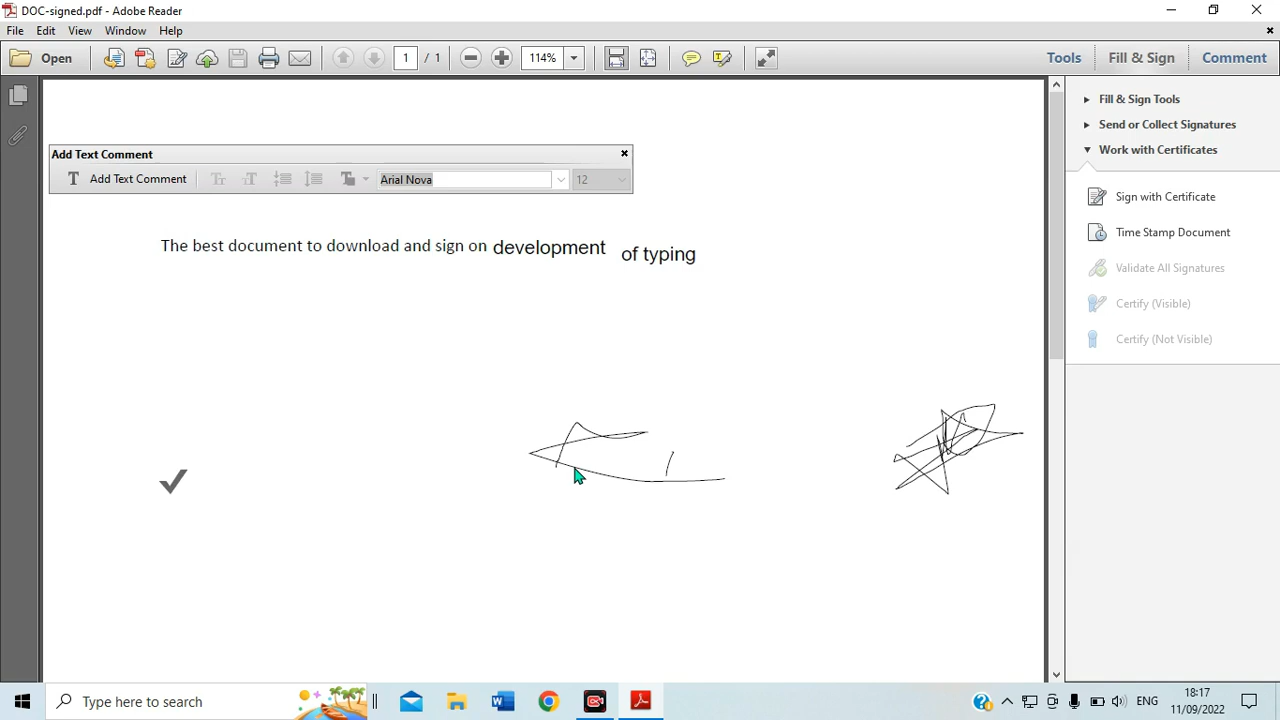 DOC-signed.pdf - Adobe Reader
File Edit View Window Help
Open 1 / 1 114% Tools Fill & Sign Comment
Fill & Sign Tools
Send or Collect Signatures
Work with Certificates
Sign with Certificate
Time Stamp Document
Validate All Signatures
Certify (Visible)
Certify (Not Visible)
Add Text Comment
T Add Text Comment Tr T Arial Nova 12
The best document to download and sign on development of typing
Type here to search
ENG
18:17
11/09/2022